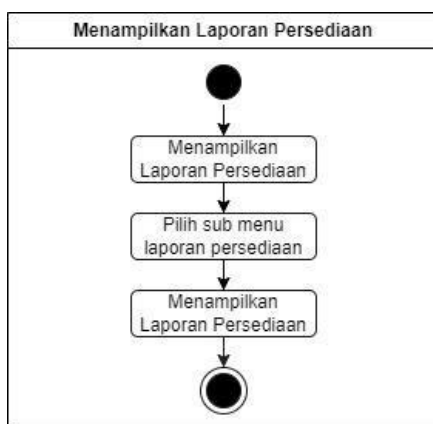 Menampilkan Laporan Persediaan
Menampilkan
Laporan Persediaan
Pilih sub menu
laporan persediaan
Menampilkan
Laporan Persediaan